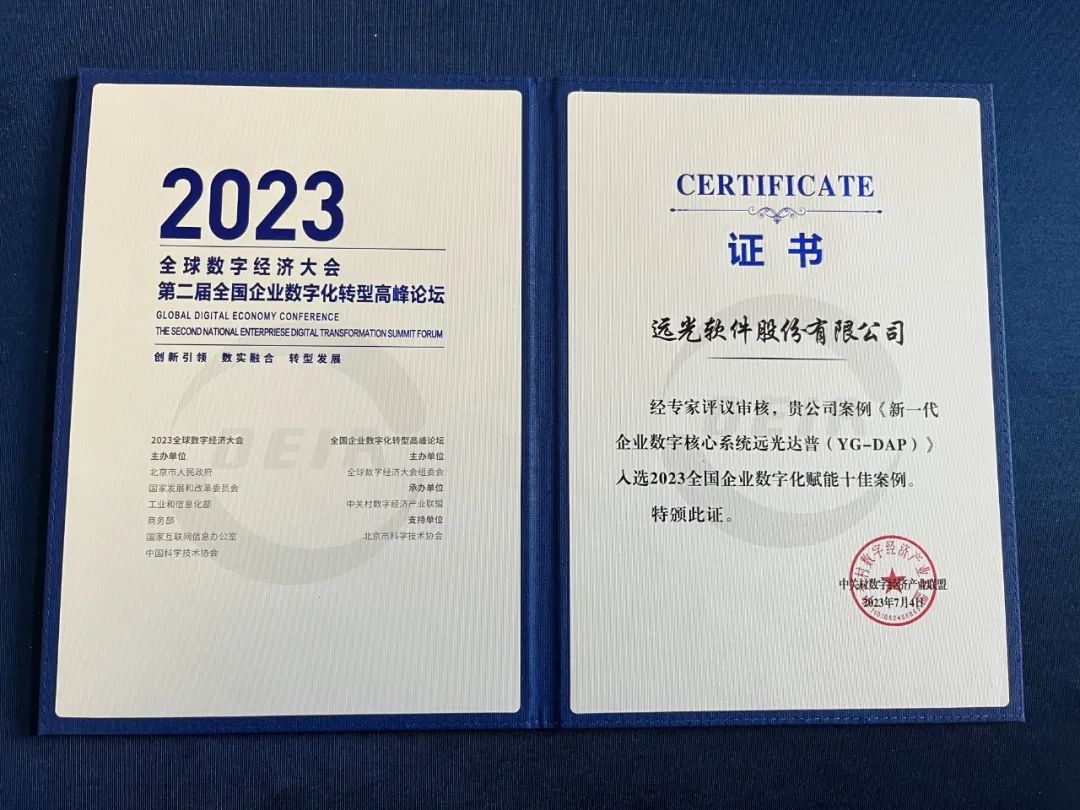 2023
全球数字经济大会
第二届全国企业数字化转型高峰论坛
GLOBAL DIGITAL ECONOMY CONFERENCE
THE SECOND NATIONAL ENTERPRIESE DIGITAL TRANSFORMATION SUMMIT FORUM
创新引领 数实融合 转型发展
2023全球数字经济大会
主办单位
北京市人民政府
国家发展和改革委员会
工业和信息化部
商务部
国家互联网信息办公室
中国科学技术协会
全国企业数字化转型高峰论坛
主办单位
全球数字经济大会组委会
承办单位
中关村数字经济产业联盟
支持单位
北京市科学技术协会
CERTIFICATE
证书
远光软件股份有限公司
经专家评议审核，贵公司案例《新一代
企业数字核心系统远光达普（YG-DAP）》
入选2023全国企业数字化赋能十佳案例。
特颁此证。
中关村数字经济产业联盟
2023年7月4日